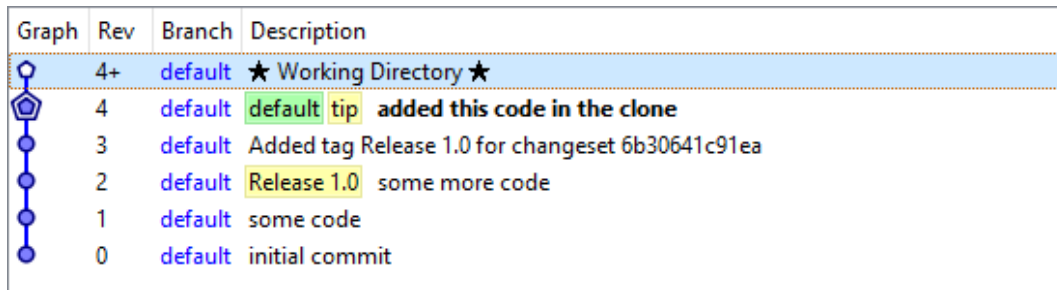 Graph Rev Branch Description
4+ default ★ Working Directory ★
4 default default tip added this code in the clone
3 default Added tag Release 1.0 for changeset 6b30641c91ea
2 default Release 1.0 some more code
1 default some code
0 default initial commit